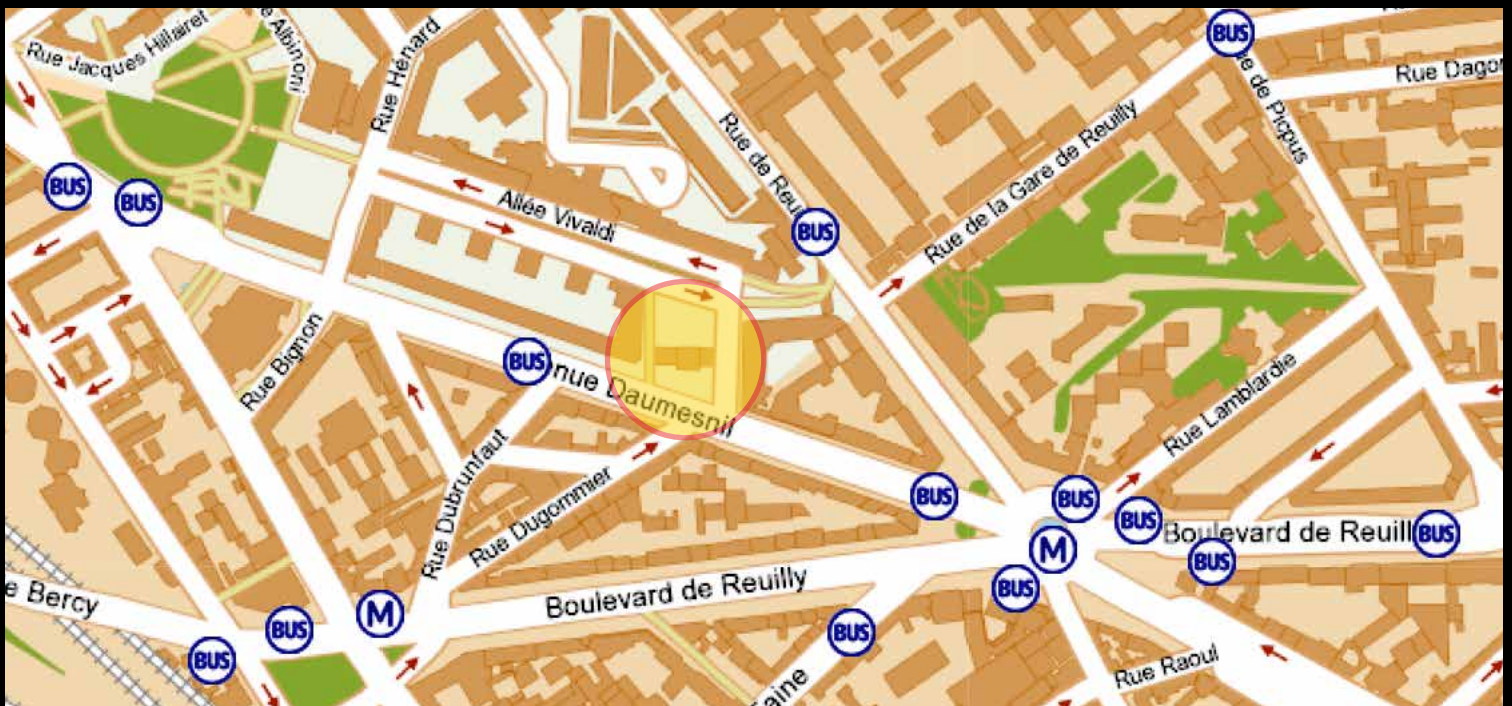 Rue Jacques Hillairet
e Albinoni
Rue Hénard
BUS
e de Picpus
Rue Dagor
Rue de Reui
Rue de la Gare de Reuilly
BUS
BUS
Allée Vivaldi
BUS
Rue Bignon
BUS
nue Daumesnil
Rue Lamblardie
Rue Dubrunfaut
Rue Dugommier
BUS
BUS
BUS
Boulevard de Reuill
BUS
M
BUS
BUS
e Bercy
Boulevard de Reuilly
M
BUS
BUS
BUS
Rue Raoul
aine